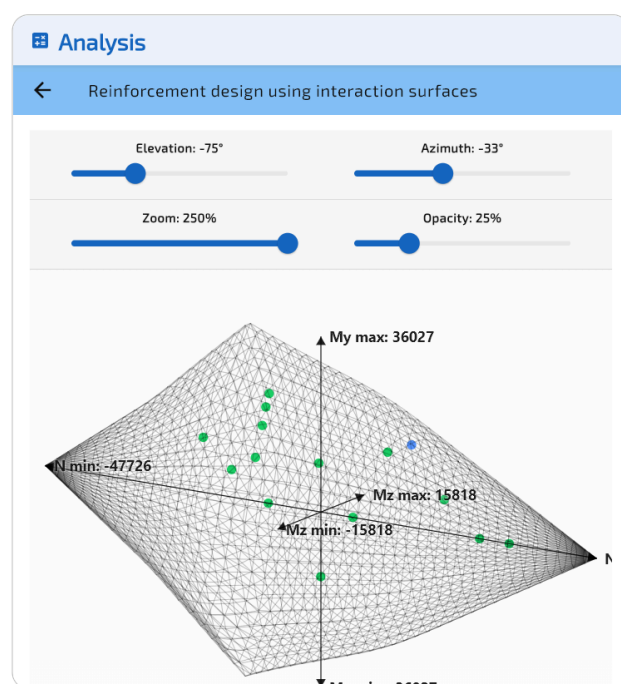 Analysis
Reinforcement design using interaction surfaces
Elevation: -75°
Azimuth: -33°
Zoom: 250%
Opacity: 25%
My max: 36027
N min: -47726
Mz max: 15818
Mz min: -15818
N